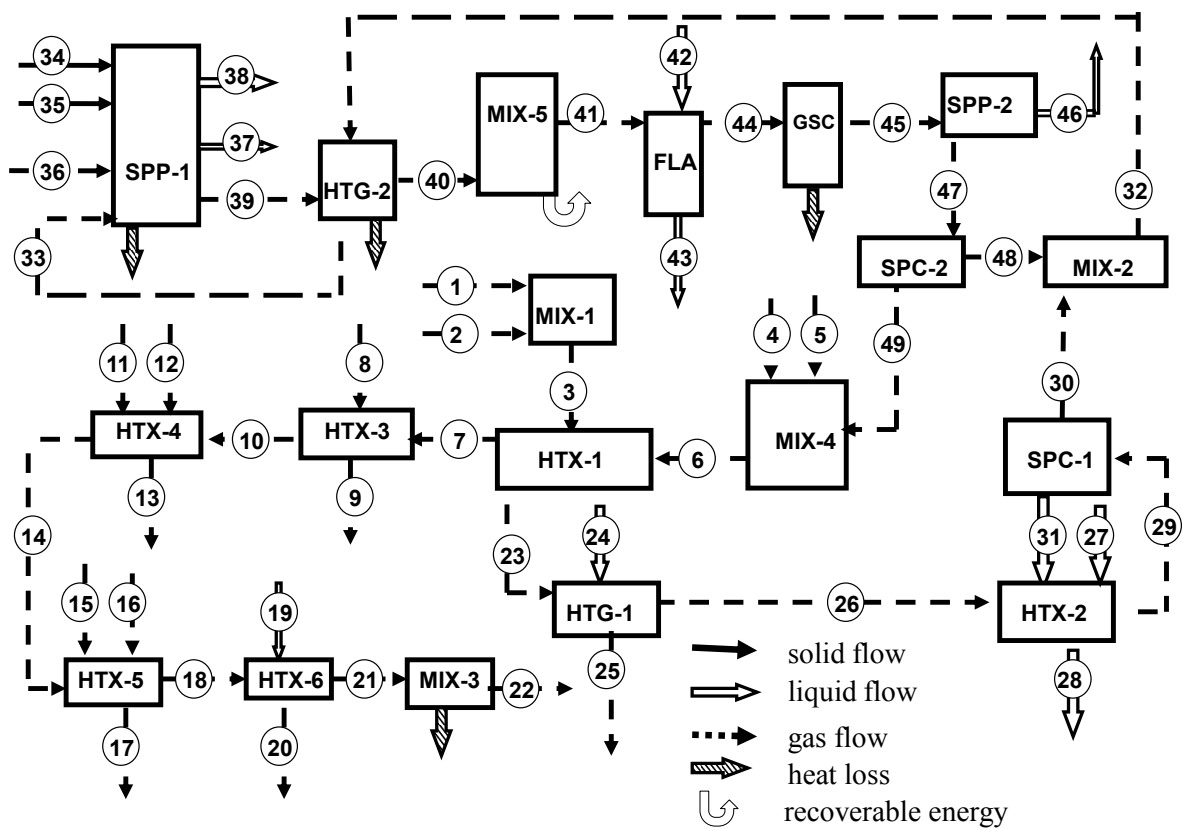 34
38
42
35
MIX-5
41
44
GSC
45
SPP-2
46
37
FLA
36
SPP-1
HTG-2
40
39
47
32
33
43
SPC-2
48
MIX-2
1
MIX-1
2
4
5
49
11
12
8
3
30
HTX-4
10
HTX-3
7
HTX-1
6
MIX-4
SPC-1
13
9
14
23
24
31
27
29
15
16
19
HTG-1
26
HTX-2
HTX-5
18
HTX-6
21
MIX-3
22
25
solid flow
28
liquid flow
17
20
gas flow
heat loss
recoverable energy